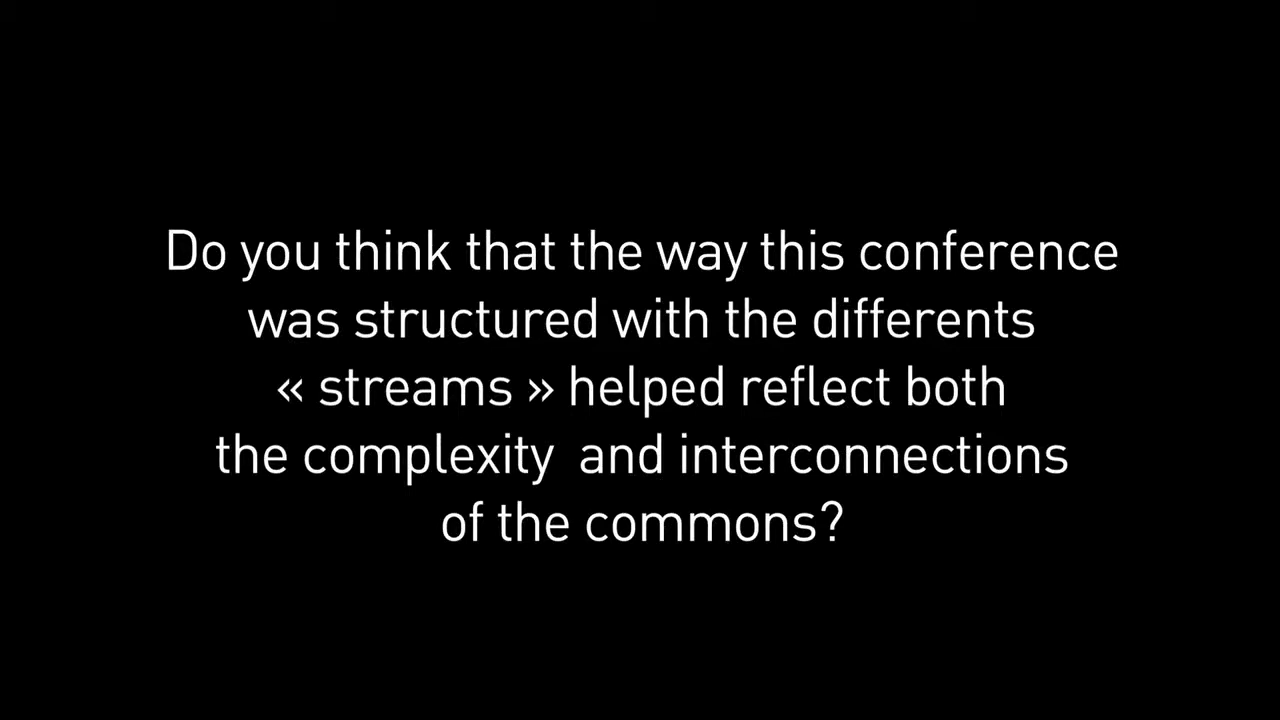 Do you think that the way this conference
was structured with the differents
« streams » helped reflect both
the complexity  and interconnections
of the commons?